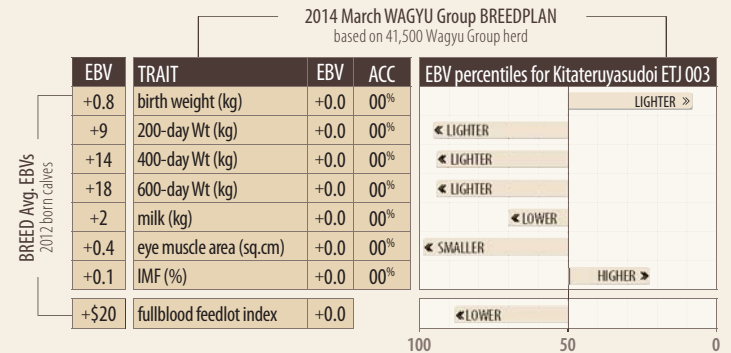 2014 March WAGYU Group BREEDPLAN
based on 41,500 Wagyu Group herd
EBV TRAIT EBV ACC EBV percentiles for Kitateruyasudoi ETJ 003
+0.8 birth weight (kg) +0.0 00% LIGHTER »
+9 200-day Wt (kg) +0.0 00% « LIGHTER
+14 400-day Wt (kg) +0.0 00% « LIGHTER
+18 600-day Wt (kg) +0.0 00% « LIGHTER
+2 milk (kg) +0.0 00% « LOWER
+0.4 eye muscle area (sq.cm) +0.0 00% « SMALLER
+0.1 IMF (%) +0.0 00% HIGHER »
+$20 fullblood feedlot index +0.0 « LOWER
100 50 0
BREED Avg. EBVs
2012 born calves